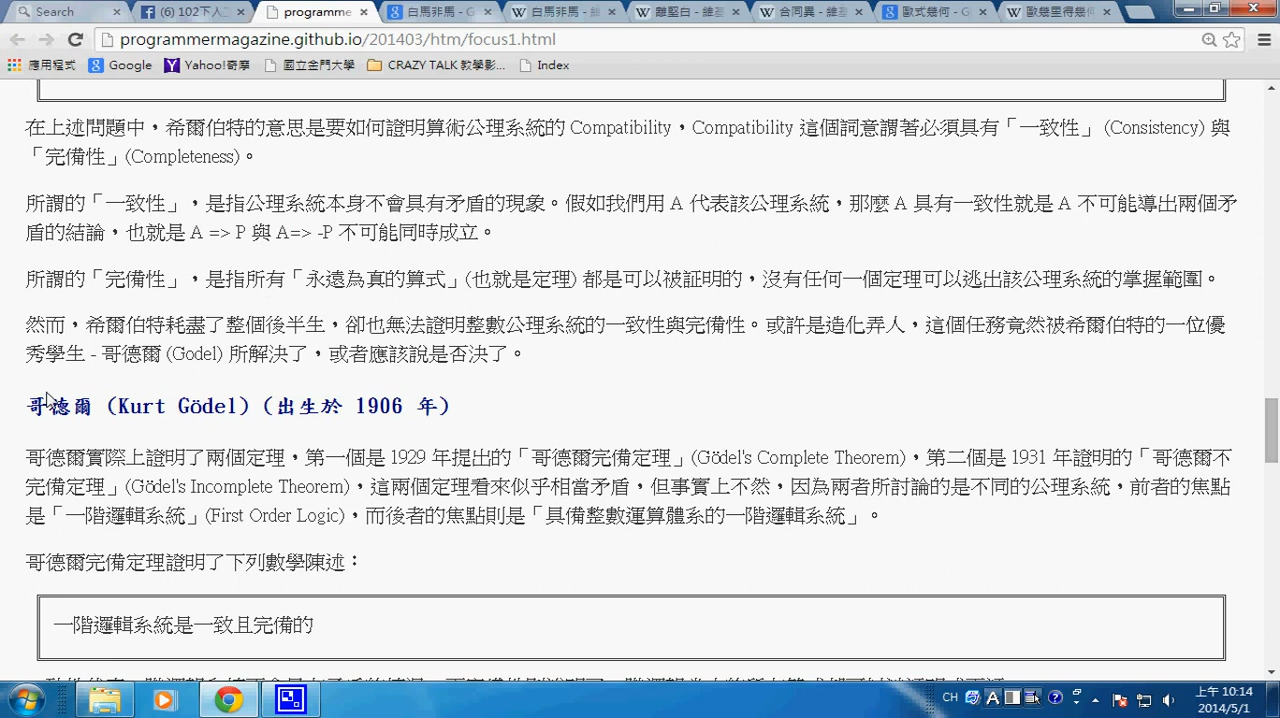 Search
(6) 102下人工
programme
白馬非馬 - G
白馬非馬 - 維
離堅白 - 維基
合同異 - 維基
歐式幾何 - G
歐幾里得幾何
programmermagazine.github.io/201403/htm/focus1.html
應用程式 Google Yahoo!奇摩 國立金門大學 CRAZY TALK 教學影... Index
在上述問題中，希爾伯特的意思是要如何證明算術公理系統的 Compatibility，Compatibility 這個詞意謂著必須具有「一致性」 (Consistency) 與
「完備性」(Completeness)。
所謂的「一致性」，是指公理系統本身不會具有矛盾的現象。假如我們用 A 代表該公理系統，那麼 A 具有一致性就是 A 不可能導出兩個矛
盾的結論，也就是 A => P 與 A=> -P 不可能同時成立。
所謂的「完備性」，是指所有「永遠為真的算式」(也就是定理) 都是可以被証明的，沒有任何一個定理可以逃出該公理系統的掌握範圍。
然而，希爾伯特耗盡了整個後半生，卻也無法證明整數公理系統的一致性與完備性。或許是造化弄人，這個任務竟然被希爾伯特的一位優
秀學生 - 哥德爾 (Godel) 所解決了，或者應該說是否決了。
哥德爾 (Kurt Gödel) (出生於 1906 年)
哥德爾實際上證明了兩個定理，第一個是 1929 年提出的「哥德爾完備定理」(Gödel's Complete Theorem)，第二個是 1931 年證明的「哥德爾不
完備定理」(Gödel's Incomplete Theorem)，這兩個定理看來似乎相當矛盾，但事實上不然，因為兩者所討論的是不同的公理系統，前者的焦點
是「一階邏輯系統」(First Order Logic)，而後者的焦點則是「具備整數運算體系的一階邏輯系統」。
哥德爾完備定理證明了下列數學陳述：
一階邏輯系統是一致且完備的
CH
上午 10:14
2014/5/1